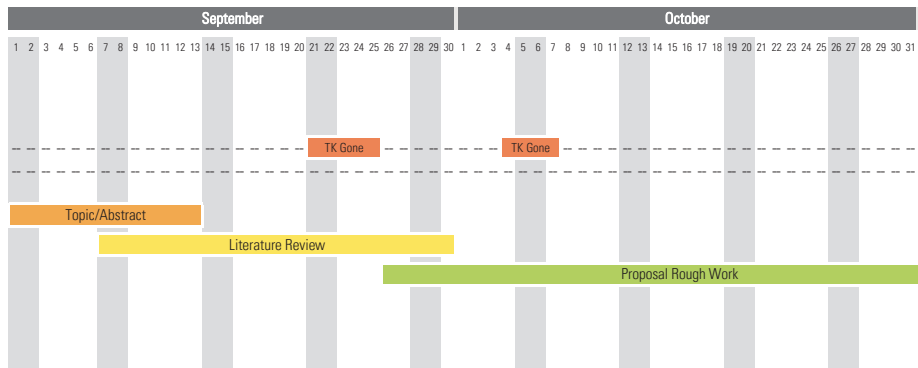 September October
1 2 3 4 5 6 7 8 9 10 11 12 13 14 15 16 17 18 19 20 21 22 23 24 25 26 27 28 29 30 1 2 3 4 5 6 7 8 9 10 11 12 13 14 15 16 17 18 19 20 21 22 23 24 25 26 27 28 29 30 31
TK Gone TK Gone
Topic/Abstract
Literature Review
Proposal Rough Work